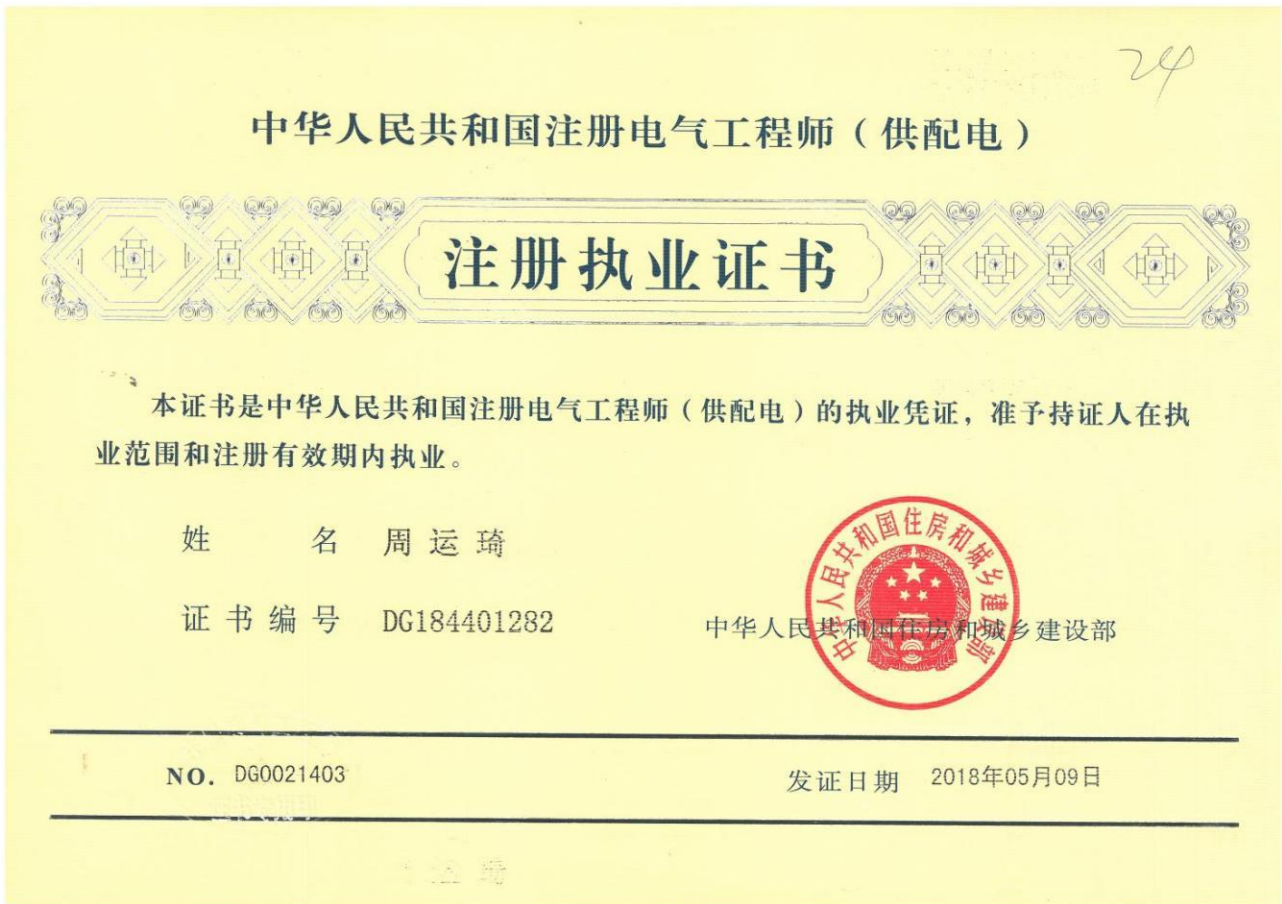 24
中华人民共和国注册电气工程师（供配电）
注册执业证书
本证书是中华人民共和国注册电气工程师（供配电）的执业凭证，准予持证人在执
业范围和注册有效期内执业。
姓 名 周运琦
证书编号 DG184401282
中华人民共和国住房和城乡建设部
中华人民共和国住房和城乡建设部
NO. DG0021403 发证日期 2018年05月09日